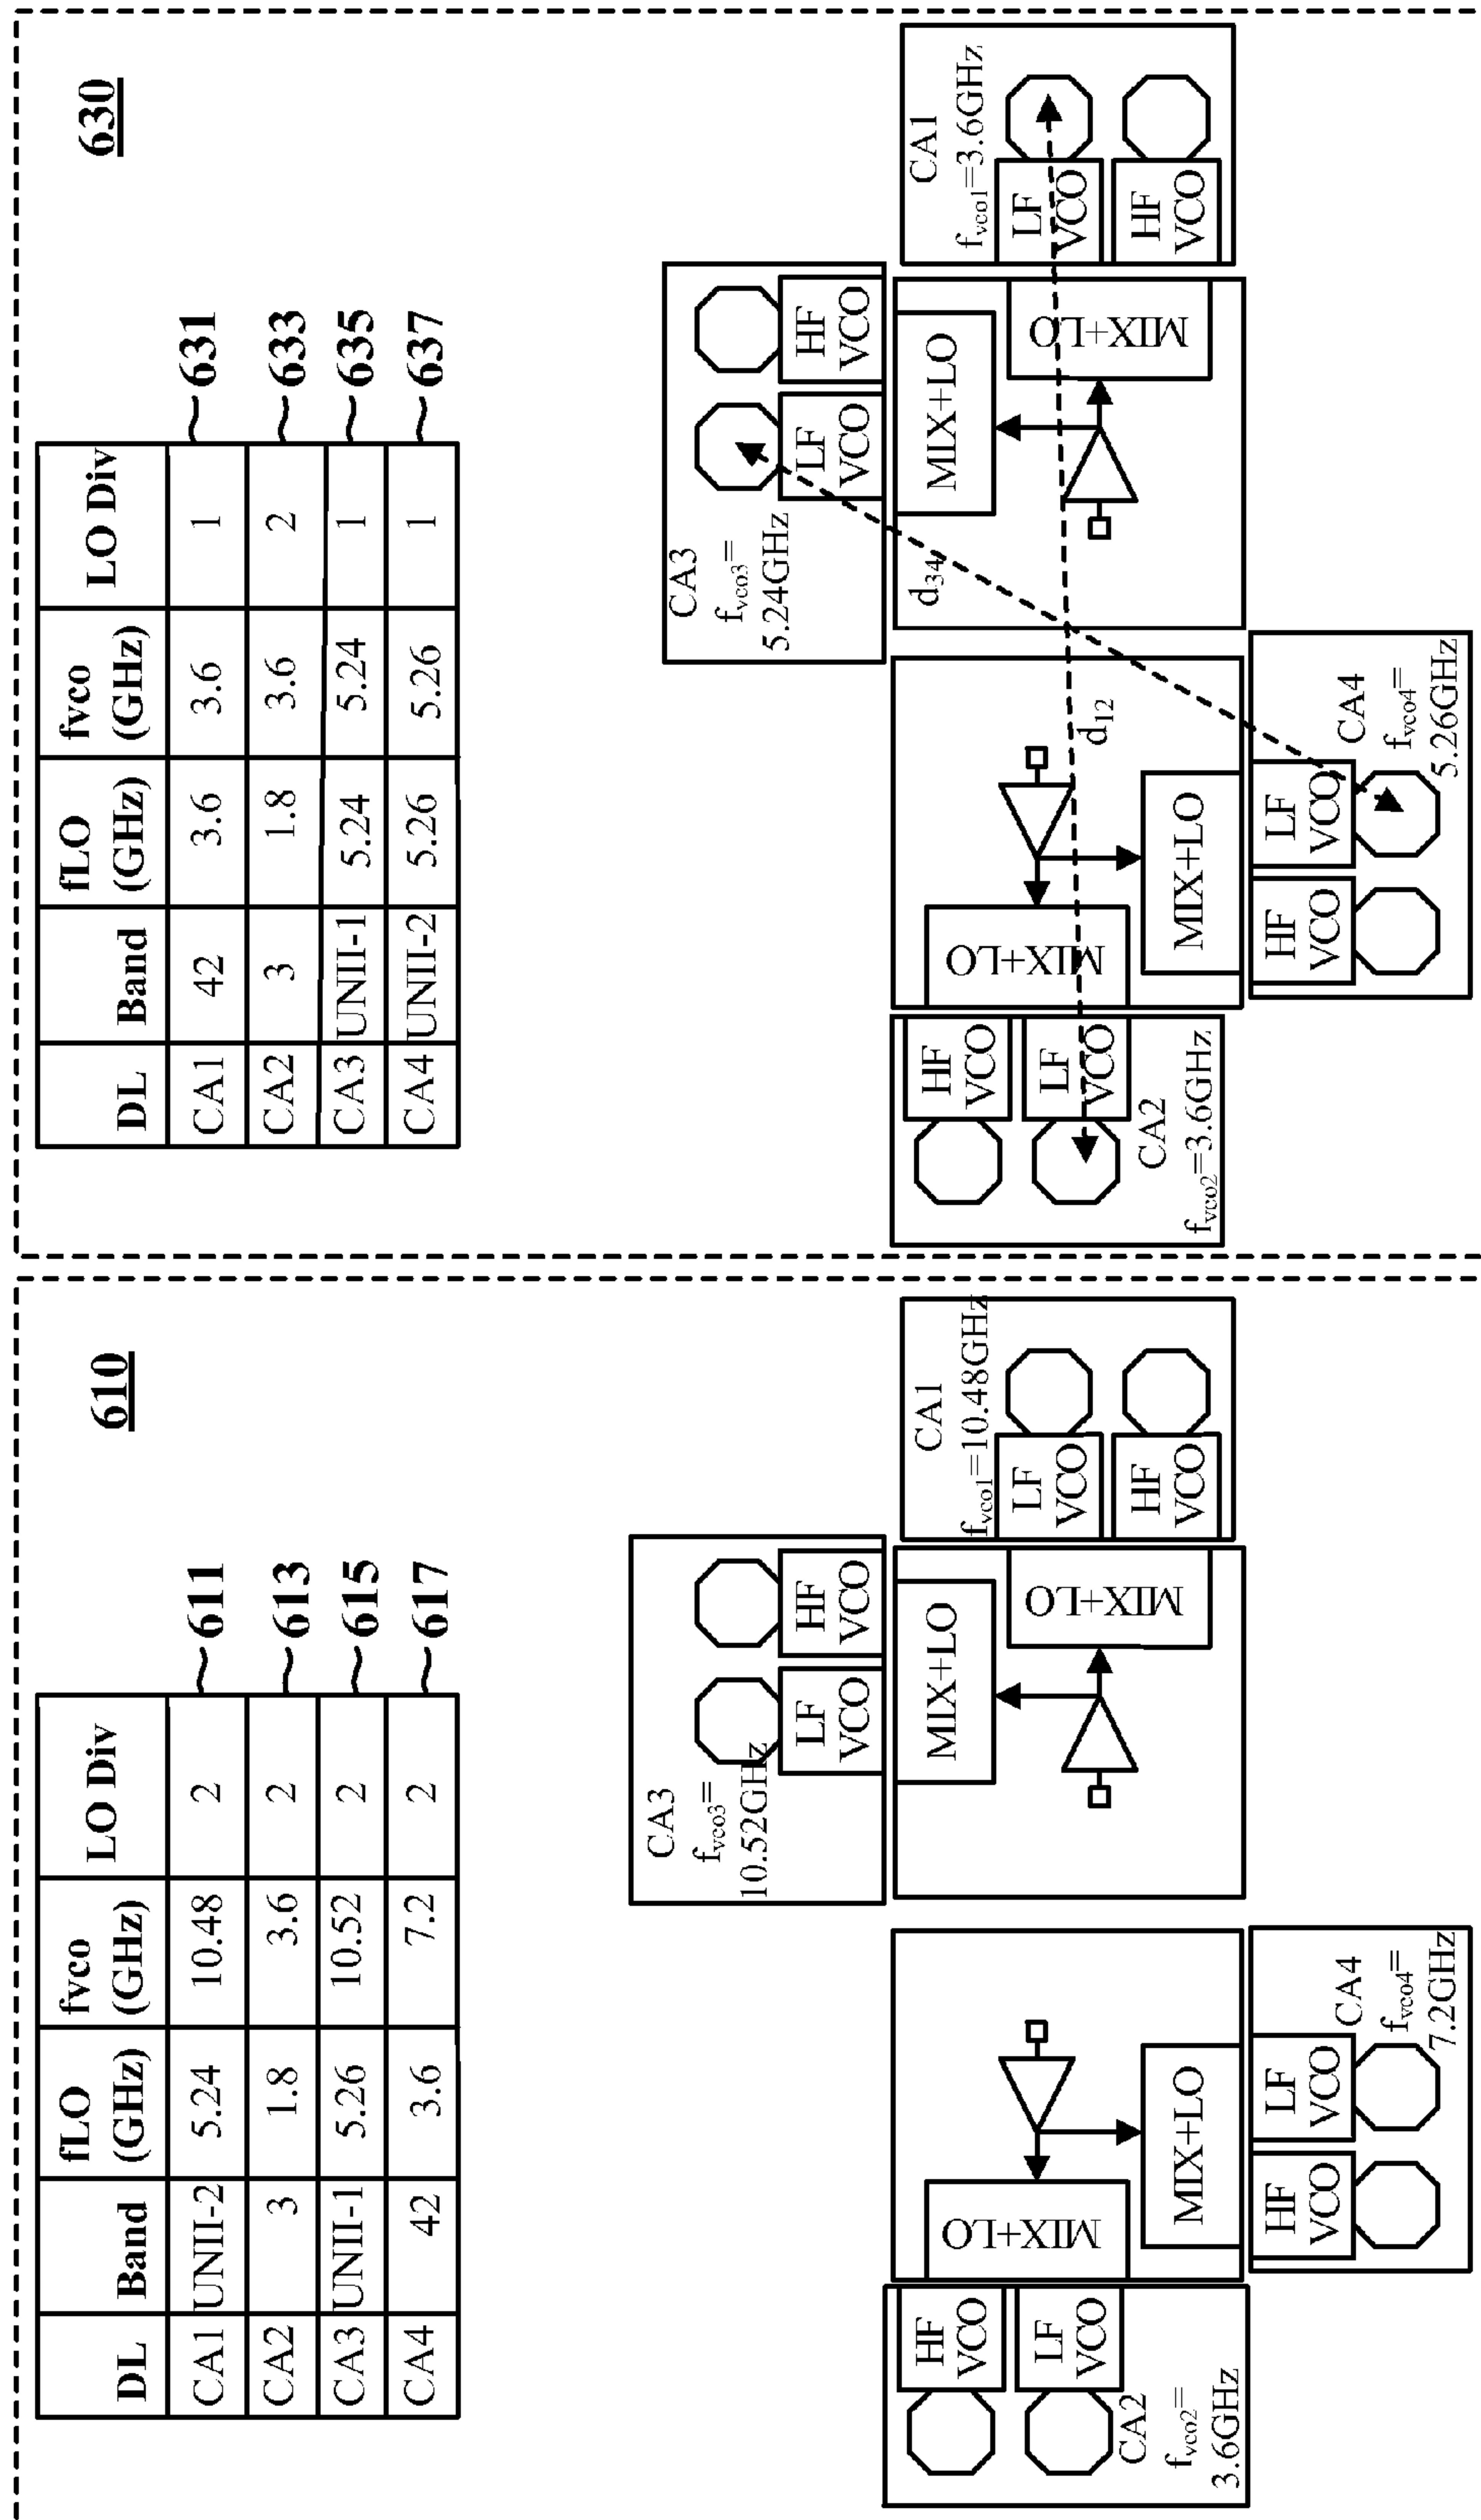 610
DL Band fLO (GHz) fvco (GHz) LO Div
CA1 UNII-2 5.24 10.48 2 611
CA2 3 1.8 3.6 2 613
CA3 UNII-1 5.26 10.52 2 615
CA4 42 3.6 7.2 2 617
CA3
fvco3=
10.52GHz
LF VCO
HF VCO
CA1
fvco1=10.48GHz
LF VCO
HF VCO
MIX+LO
MIX+LO
HF VCO
LF VCO
CA2
fvco2=
3.6GHz
MIX+LO
MIX+LO
HF VCO
LF VCO
CA4
fvco4=
7.2GHz
630
DL Band fLO (GHz) fvco (GHz) LO Div
CA1 42 3.6 3.6 1 631
CA2 3 1.8 3.6 2 633
CA3 UNII-1 5.24 5.24 1 635
CA4 UNII-2 5.26 5.26 1 637
CA3
fvco3=
5.24GHz
LF VCO
HF VCO
CA1
fvco1=3.6GHz
LF VCO
HF VCO
MIX+LO
MIX+LO
d34
d12
HF VCO
LF VCO
CA2
fvco2=3.6GHz
MIX+LO
MIX+LO
HF VCO
LF VCO
CA4
fvco4=
5.26GHz